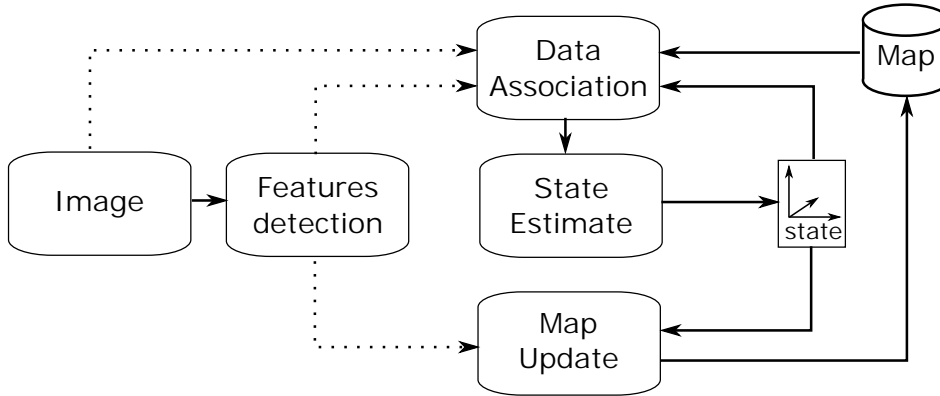 Data
Association
Map
Image
Features
detection
State
Estimate
state
Map
Update